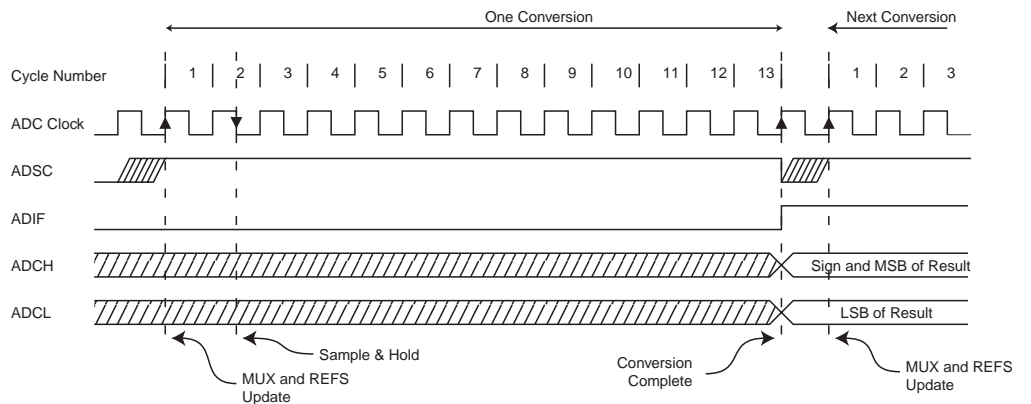 One Conversion Next Conversion
Cycle Number 1 2 3 4 5 6 7 8 9 10 11 12 13 1 2 3
ADC Clock
ADSC
ADIF
ADCH Sign and MSB of Result
ADCL LSB of Result
Sample & Hold
MUX and REFS
Update
Conversion
Complete
MUX and REFS
Update